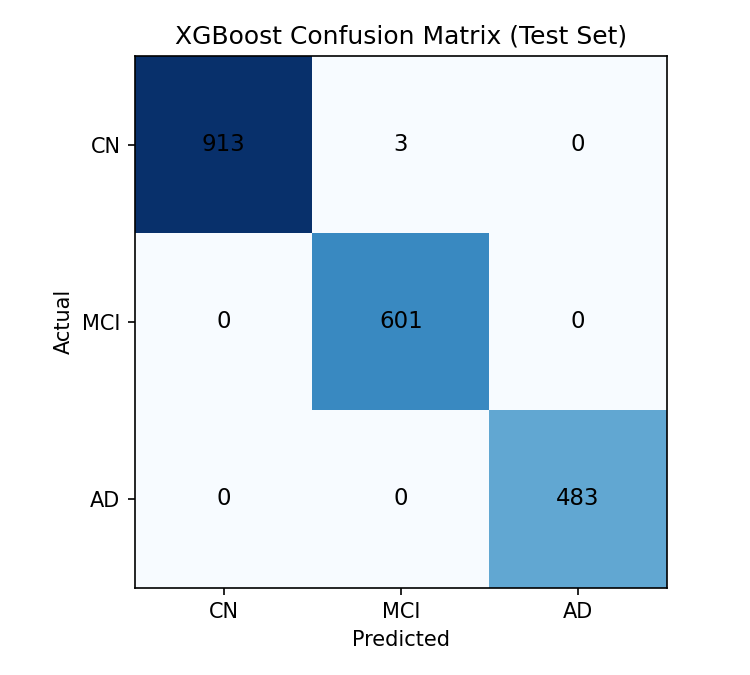 XGBoost Confusion Matrix (Test Set)
CN 913 3 0
MCI 0 601 0
AD 0 0 483
Actual
CN MCI AD
Predicted